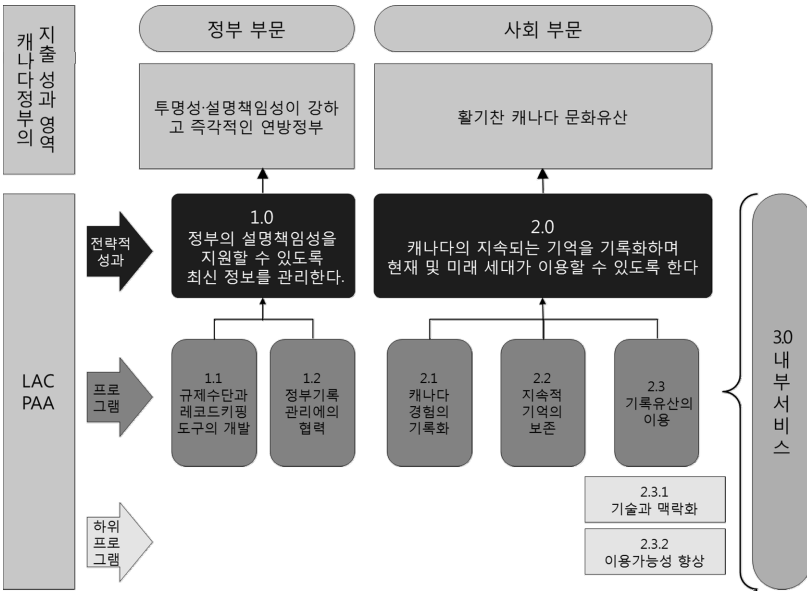 캐나다정부의
지출 성과 영역
정부 부문
사회 부문
투명성·설명책임성이 강하
고 즉각적인 연방정부
활기찬 캐나다 문화유산
LAC
PAA
전략적
성과
1.0
정부의 설명책임성을
지원할 수 있도록
최신 정보를 관리한다.
2.0
캐나다의 지속되는 기억을 기록화하며
현재 및 미래 세대가 이용할 수 있도록 한다
프로
그램
1.1
규제수단과
레코드키핑
도구의 개발
1.2
정부기록
관리에의
협력
2.1
캐나다
경험의
기록화
2.2
지속적
기억의
보존
2.3
기록유산의
이용
하위
프로
그램
2.3.1
기술과 맥락화
2.3.2
이용가능성 향상
3.0
내부서비스